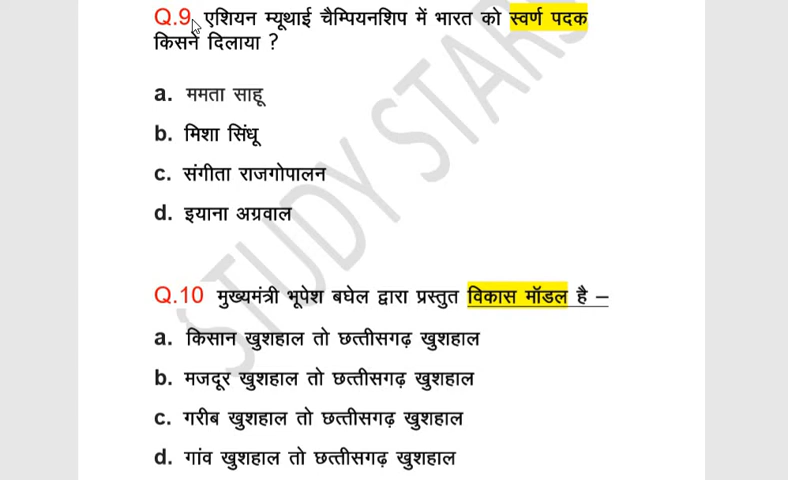 Q.9 एशियन म्यूथाई चैम्पियनशिप में भारत को स्वर्ण पदक
किसने दिलाया ?
a. ममता साहू
b. मिशा सिंधू
c. संगीता राजगोपालन
d. इयाना अग्रवाल
Q.10 मुख्यमंत्री भूपेश बघेल द्वारा प्रस्तुत विकास मॉडल है –
a. किसान खुशहाल तो छत्तीसगढ़ खुशहाल
b. मजदूर खुशहाल तो छत्तीसगढ़ खुशहाल
c. गरीब खुशहाल तो छत्तीसगढ़ खुशहाल
d. गांव खुशहाल तो छत्तीसगढ़ खुशहाल
STUDY STARS